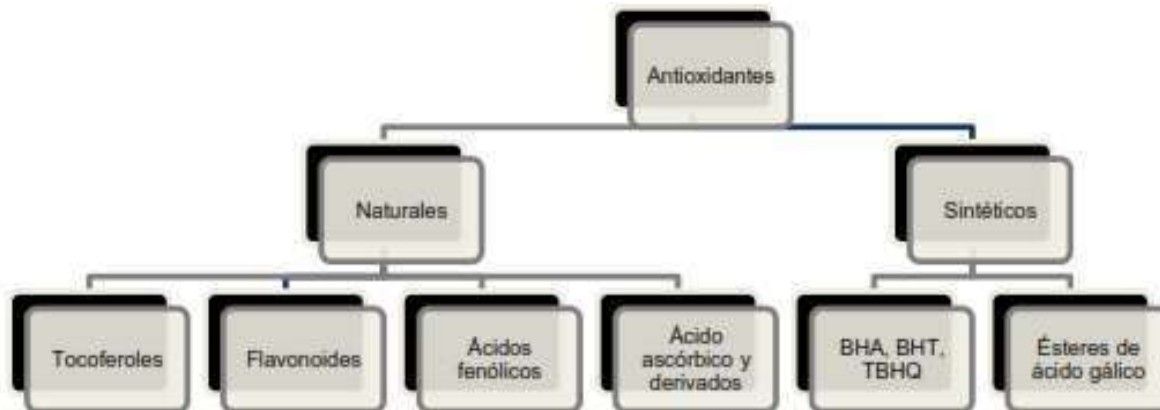 Antioxidantes
Naturales
Sintéticos
Tocoferoles
Flavonoides
Ácidos
fenólicos
Ácido
ascórbico y
derivados
BHA, BHT,
TBHQ
Ésteres de
ácido gálico